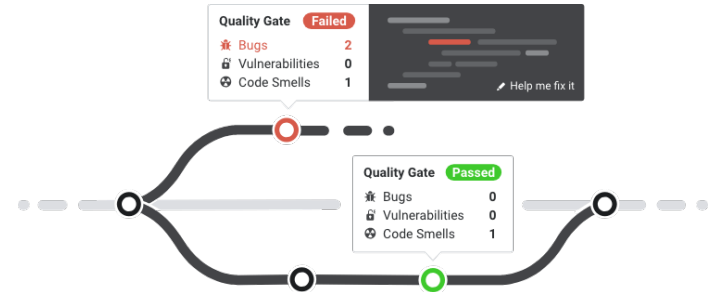 Quality Gate Failed
Bugs 2
Vulnerabilities 0
Code Smells 1
Help me fix it
Quality Gate Passed
Bugs 0
Vulnerabilities 0
Code Smells 1